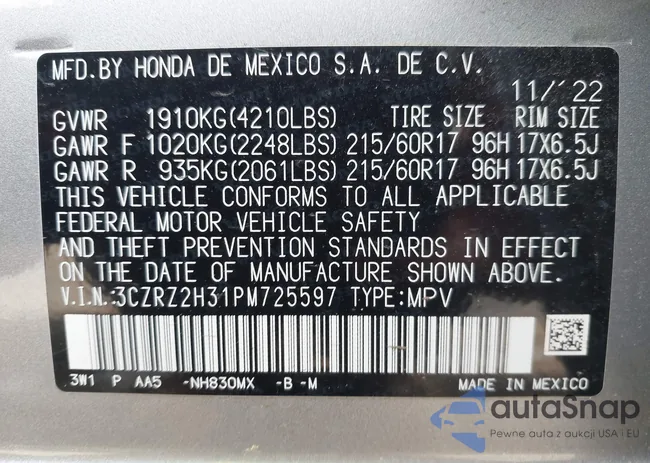 MFD.BY HONDA DE MEXICO S.A. DE C.V.
11/'22
GVWR 1910KG(4210LBS) TIRE SIZE RIM SIZE
GAWR F 1020KG(2248LBS) 215/60R17 96H 17X6.5J
GAWR R 935KG(2061LBS) 215/60R17 96H 17X6.5J
THIS VEHICLE CONFORMS TO ALL APPLICABLE
FEDERAL MOTOR VEHICLE SAFETY
AND THEFT PREVENTION STANDARDS IN EFFECT
ON THE DATE OF MANUFACTURE SHOWN ABOVE.
V.I.N.:3CZRZ2H31PM725597 TYPE:MPV
3W1 P AA5 -NH830MX -B -M MADE IN MEXICO
autaSnap
Pewne auta z aukcji USA i EU